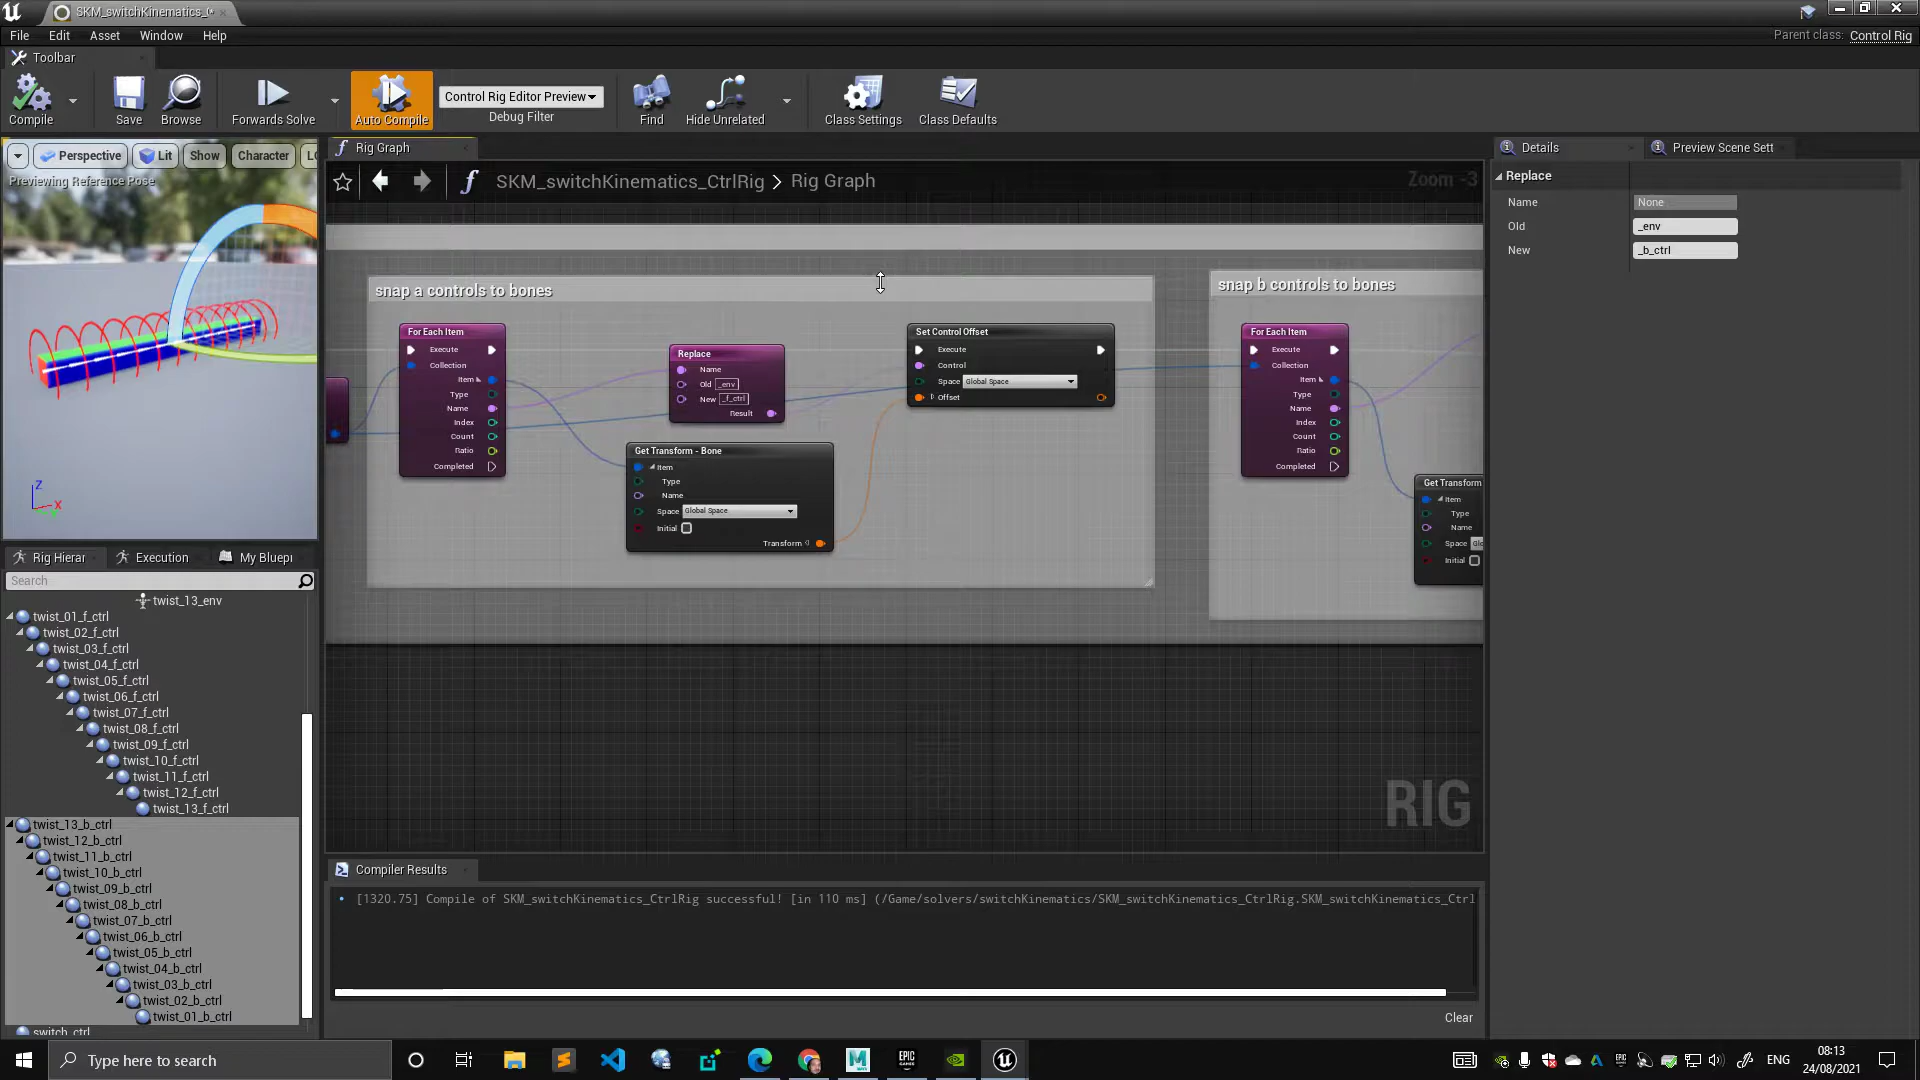 SKM_switchKinematics_
File Edit Asset Window Help
Parent class: Control Rig
Toolbar
Compile
Save
Browse
Forwards Solve
Auto Compile
Control Rig Editor Preview
Debug Filter
Find
Hide Unrelated
Class Settings
Class Defaults
Perspective Lit Show Character
Previewing Reference Pose
Z
X
Rig Graph
SKM_switchKinematics_CtrlRig > Rig Graph
Zoom -3
snap a controls to bones
For Each Item
Execute
Collection
Item
Type
Name
Index
Count
Ratio
Completed
Replace
Name
Old _env
New _f_ctrl
Result
Get Transform - Bone
Item
Type
Name
Space Global Space
Initial
Transform
Set Control Offset
Execute
Control
Space Global Space
Offset
snap b controls to bones
For Each Item
Execute
Collection
Item
Type
Name
Index
Count
Ratio
Completed
Get Transform
Item
Type
Name
Space
Initial
RIG
Details
Preview Scene Sett
Replace
Name None
Old _env
New _b_ctrl
Rig Hierar
Execution
My Bluepi
Search
twist_13_env
twist_01_f_ctrl
twist_02_f_ctrl
twist_03_f_ctrl
twist_04_f_ctrl
twist_05_f_ctrl
twist_06_f_ctrl
twist_07_f_ctrl
twist_08_f_ctrl
twist_09_f_ctrl
twist_10_f_ctrl
twist_11_f_ctrl
twist_12_f_ctrl
twist_13_f_ctrl
twist_13_b_ctrl
twist_12_b_ctrl
twist_11_b_ctrl
twist_10_b_ctrl
twist_09_b_ctrl
twist_08_b_ctrl
twist_07_b_ctrl
twist_06_b_ctrl
twist_05_b_ctrl
twist_04_b_ctrl
twist_03_b_ctrl
twist_02_b_ctrl
twist_01_b_ctrl
switch_ctrl
Compiler Results
[1320.75] Compile of SKM_switchKinematics_CtrlRig successful! [in 110 ms] (/Game/solvers/switchKinematics/SKM_switchKinematics_CtrlRig.SKM_switchKinematics_Ctrl
Clear
Type here to search
EPIC
ENG
08:13
24/08/2021